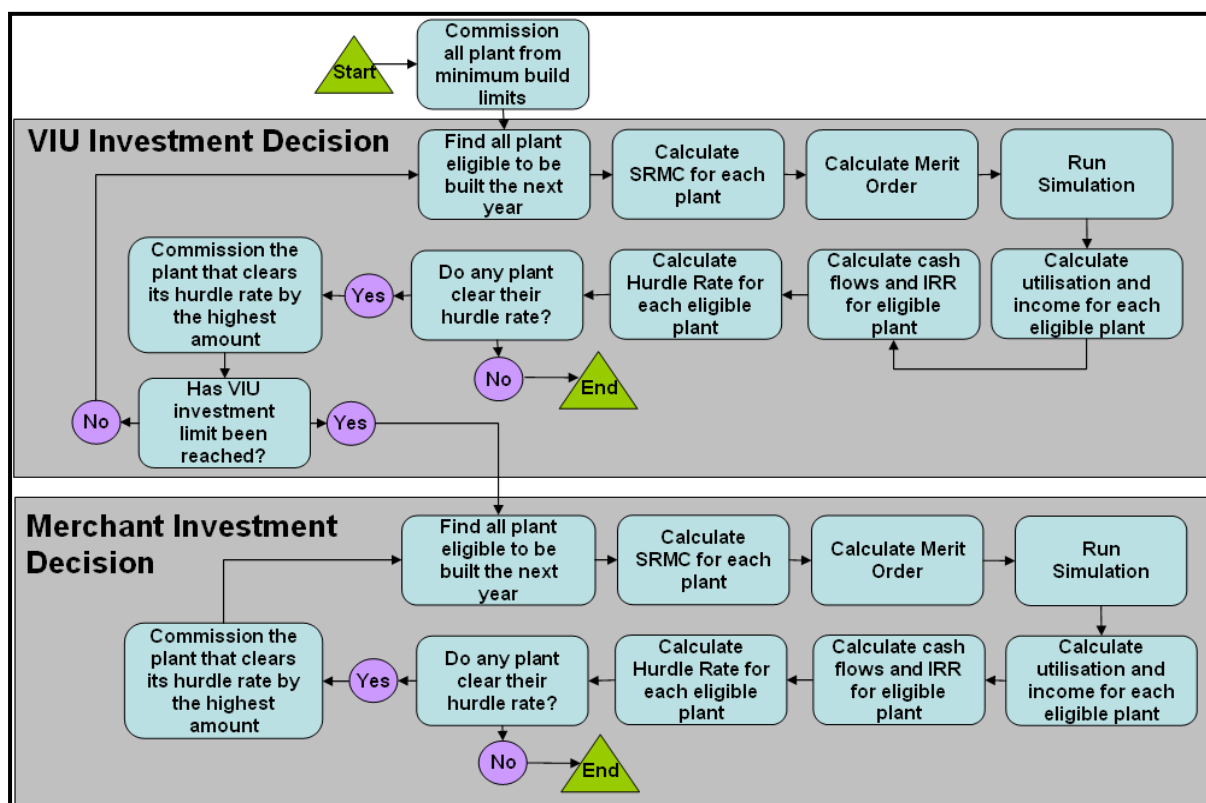 Start
Commission
all plant from
minimum build
limits
VIU Investment Decision
Find all plant
eligible to be
built the next
year
Calculate
SRMC for each
plant
Calculate Merit
Order
Run
Simulation
Calculate
utilisation and
income for each
eligible plant
Calculate cash
flows and IRR
for eligible
plant
Calculate
Hurdle Rate for
each eligible
plant
Do any plant
clear their
hurdle rate?
Yes
No
End
Commission the
plant that clears
its hurdle rate by
the highest
amount
Has VIU
investment
limit been
reached?
No
Yes
Merchant Investment
Decision
Find all plant
eligible to be
built the next
year
Calculate
SRMC for each
plant
Calculate Merit
Order
Run
Simulation
Calculate
utilisation and
income for each
eligible plant
Calculate cash
flows and IRR
for eligible
plant
Calculate
Hurdle Rate for
each eligible
plant
Do any plant
clear their
hurdle rate?
Yes
No
End
Commission the
plant that clears
its hurdle rate by
the highest
amount